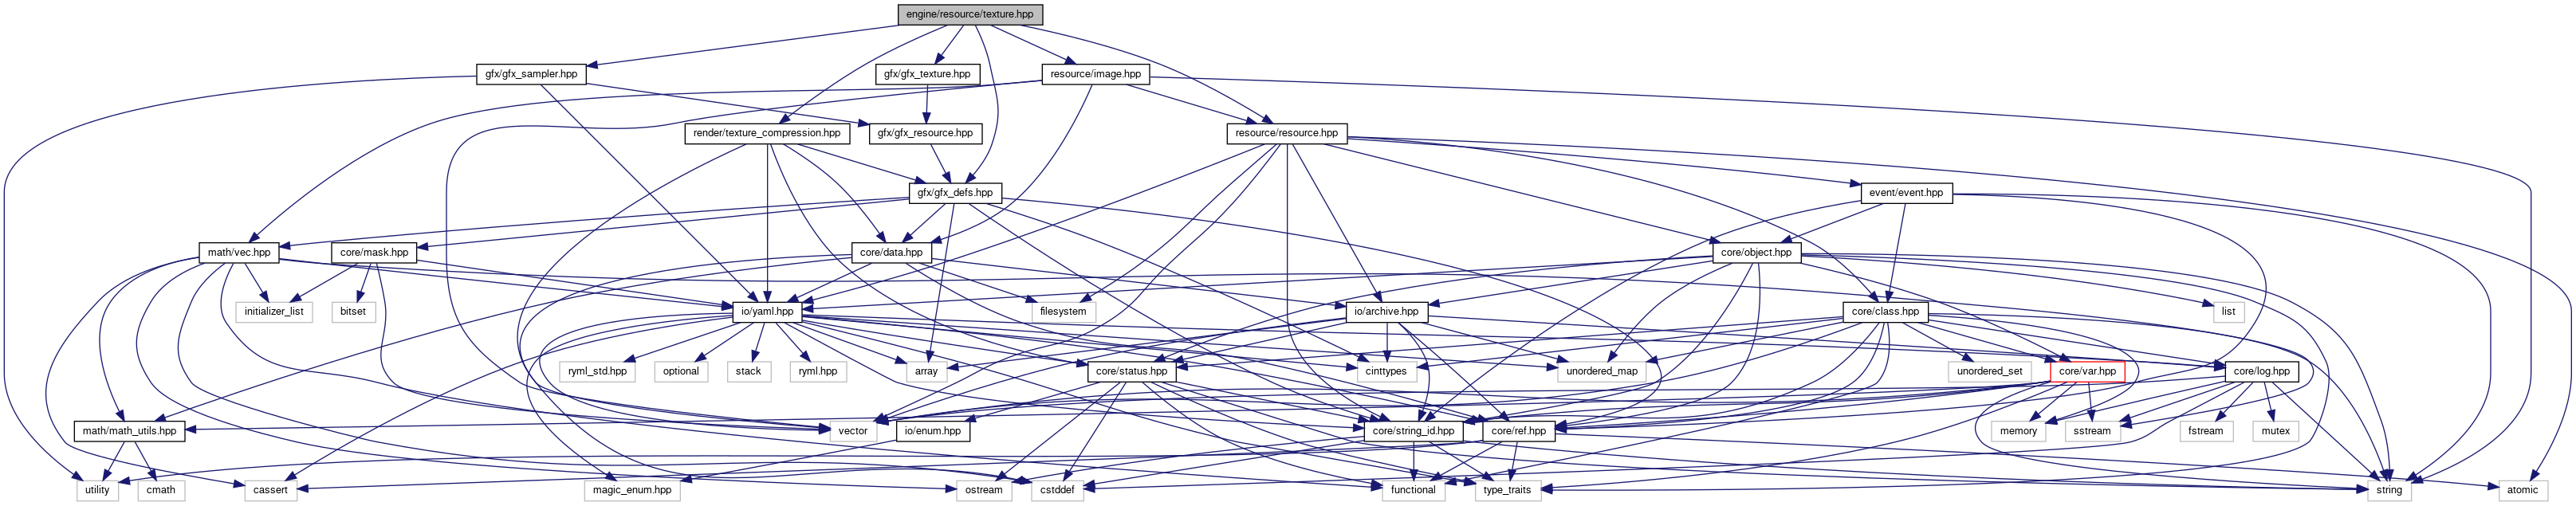 engine/resource/texture.hpp
gfx/gfx_sampler.hpp
gfx/gfx_texture.hpp
resource/image.hpp
render/texture_compression.hpp
gfx/gfx_resource.hpp
resource/resource.hpp
gfx/gfx_defs.hpp
event/event.hpp
math/vec.hpp
core/mask.hpp
core/data.hpp
core/object.hpp
initializer_list
bitset
io/yaml.hpp
filesystem
io/archive.hpp
core/class.hpp
list
ryml_std.hpp
optional
stack
ryml.hpp
array
core/status.hpp
cinttypes
unordered_map
unordered_set
core/var.hpp
core/log.hpp
math/math_utils.hpp
vector
io/enum.hpp
core/string_id.hpp
core/ref.hpp
memory
sstream
fstream
mutex
utility
cmath
cassert
magic_enum.hpp
ostream
cstddef
functional
type_traits
string
atomic